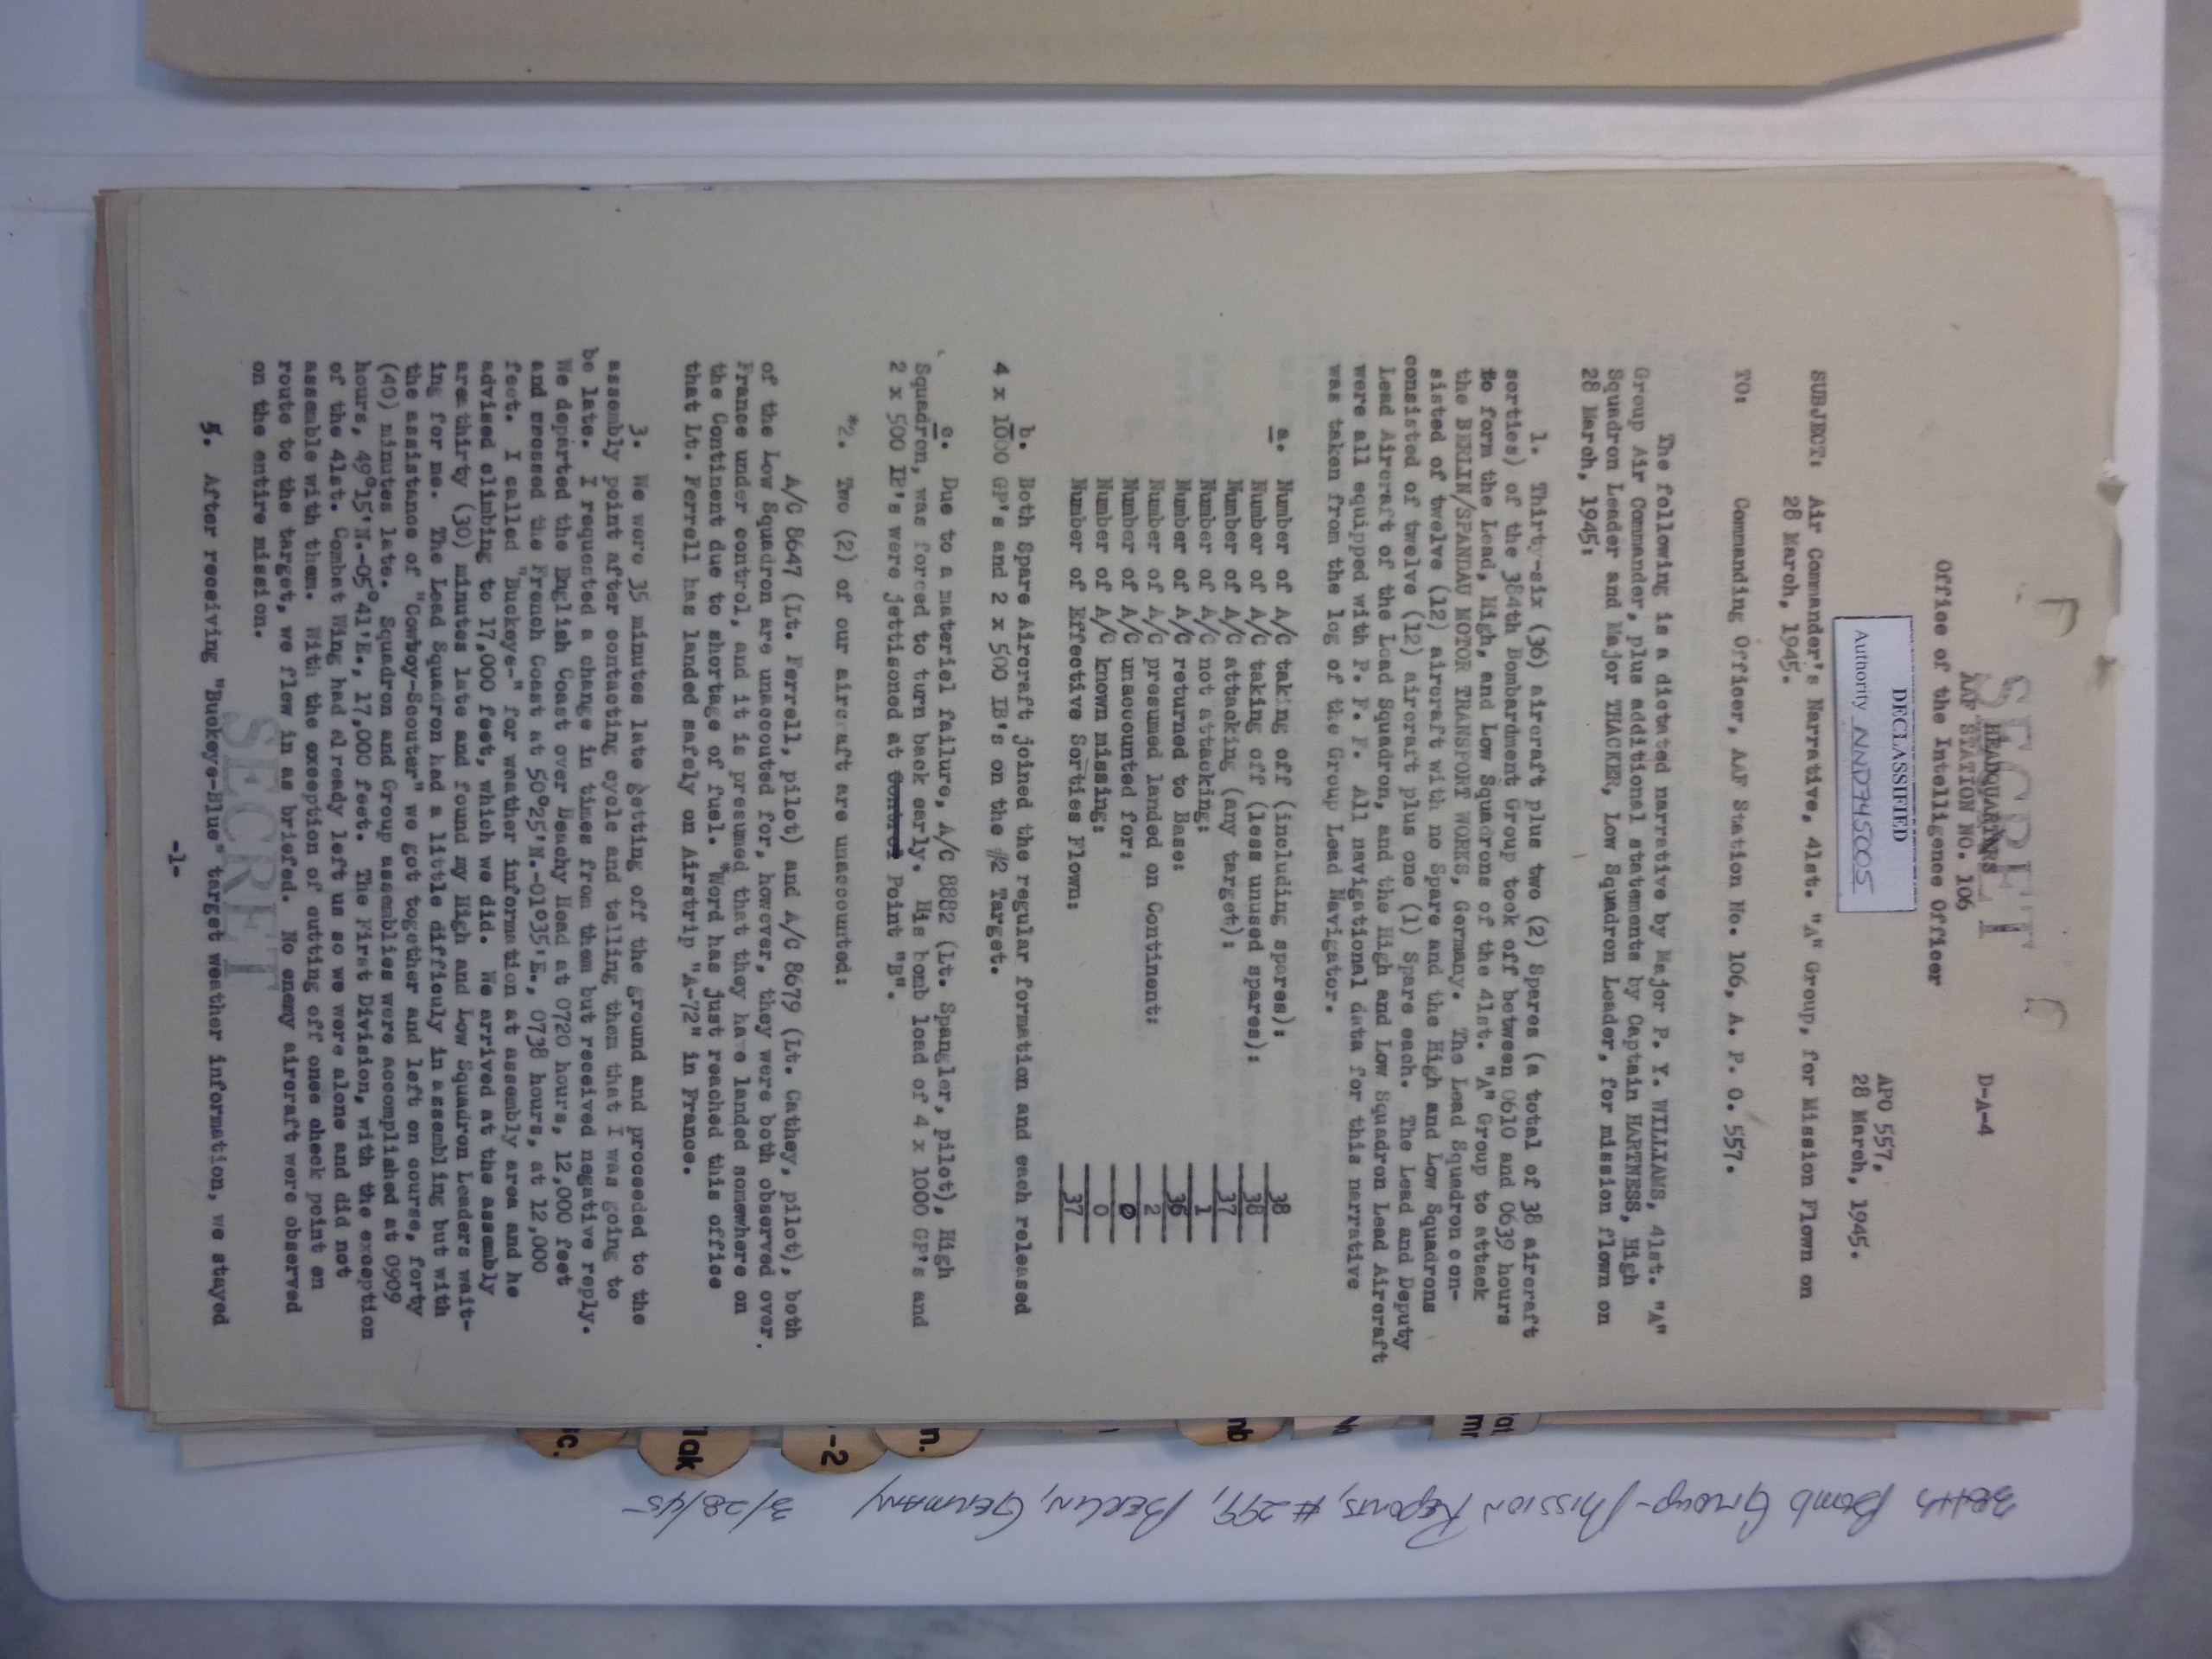 SECRET
HEADQUARTERS
AAF STATION NO. 106
Office of the Intelligence Officer
D-A-4
DECLASSIFIED
Authority NND745005
APO 557.
28 March, 1945.
SUBJECT: Air Commander's Narrative, 41st. "A" Group, for Mission Flown on
28 March, 1945.
TO: Commanding Officer, AAF Station No. 106, A. P. O. 557.
The following is a dictated narrative by Major P. Y. WILLIAMS, 41st. "A"
Group Air Commander, plus additional statements by Captain HARTNESS, High
Squadron Leader and Major THACKER, Low Squadron Leader, for mission flown on
28 March, 1945:
1. Thirty-six (36) aircraft plus two (2) Spares (a total of 38 aircraft
sorties) of the 384th Bombardment Group took off between 0610 and 0639 hours
to form the Lead, High, and Low Squadrons of the 41st. "A" Group to attack
the BERLIN/SPANDAU MOTOR TRANSPORT WORKS, Germany. The Lead Squadron con-
sisted of twelve (12) aircraft with no Spare and the High and Low Squadrons
consisted of twelve (12) aircraft plus one (1) Spare each. The Lead and Deputy
Lead Aircraft of the Lead Squadron, and the High and Low Squadron Lead Aircraft
were all equipped with P. F. F. All navigational data for this narrative
was taken from the log of the Group Lead Navigator.
a. Number of A/C taking off (including spares): 38
Number of A/C taking off (less unused spares): 38
Number of A/C attacking (any target): 37
Number of A/C not attacking: 1
Number of A/C returned to Base: 36
Number of A/C presumed landed on Continent: 2
Number of A/C unaccounted for: 0
Number of A/C known missing: 0
Number of Effective Sorties Flown: 37
b. Both Spare Aircraft joined the regular formation and each released
4 x 1000 GP's and 2 x 500 IB's on the #2 Target.
c. Due to a materiel failure, A/C 8882 (Lt. Spangler, pilot), High
Squadron, was forced to turn back early. His bomb load of 4 x 1000 GP's and
2 x 500 IB's were jettisoned at Point "B".
*2. Two (2) of our aircraft are unaccounted:
A/C 8647 (Lt. Ferrell, pilot) and A/C 8679 (Lt. Cathey, pilot), both
of the Low Squadron are unaccouted for, however, they were both observed over
France under control, and it is presumed that they have landed somewhere on
the Continent due to shortage of fuel. "Word has just reached this office
that Lt. Ferrell has landed safely on Airstrip "A-72" in France.
3. We were 35 minutes late getting off the ground and proceeded to the
assembly point after contacting cycle and telling them that I was going to
be late. I requested a change in times from them but received negative reply.
We departed the English Coast over Beachy Head at 0720 hours, 12,000 feet
and crossed the French Coast at 50°25'N.-01°35'E., 0738 hours, at 12,000
feet. I called "Buckeye-" for weather information at assembly area and he
advised climbing to 17,000 feet, which we did. We arrived at the assembly
area thirty (30) minutes late and found my High and Low Squadron Leaders wait-
ing for me. The Lead Squadron had a little difficuly in assembling but with
the assistance of "Cowboy-Scouter" we got together and left on course, forty
(40) minutes late. Squadron and Group assemblies were accomplished at 0909
hours, 49°15'N.-05°41'E., 17,000 feet. The First Division, with the exception
of the 41st. Combat Wing had already left us so we were alone and did not
assemble with them. With the exception of cutting off ones check point en
route to the target, we flew in as briefed. No enemy aircraft were observed
on the entire mission.
5. After receiving "Buckeye-Blue" target weather information, we stayed
SECRET
-1-
384th Bomb Group - Mission Reports, #299, Berlin, Germany 3/28/45
lak
-2
n.
nb